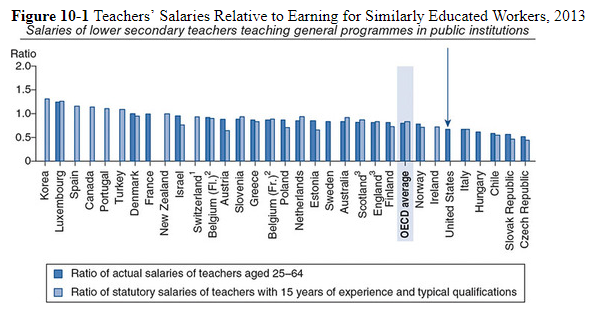 Figure 10-1 Teachers’ Salaries Relative to Earning for Similarly Educated Workers, 2013
Salaries of lower secondary teachers teaching general programmes in public institutions
Ratio
2.0
1.5
1.0
0.5
0
Korea
Luxembourg
Spain
Canada
Portugal
Turkey
Denmark
France
New Zealand
Israel
Switzerland1
Belgium (Fl.)2
Austria
Slovenia
Greece
Belgium (Fr.)2
Poland
Netherlands
Estonia
Sweden
Australia
Scotland3
England3
Finland
OECD average
Norway
Ireland
United States
Italy
Hungary
Chile
Slovak Republic
Czech Republic
Ratio of actual salaries of teachers aged 25–64
Ratio of statutory salaries of teachers with 15 years of experience and typical qualifications